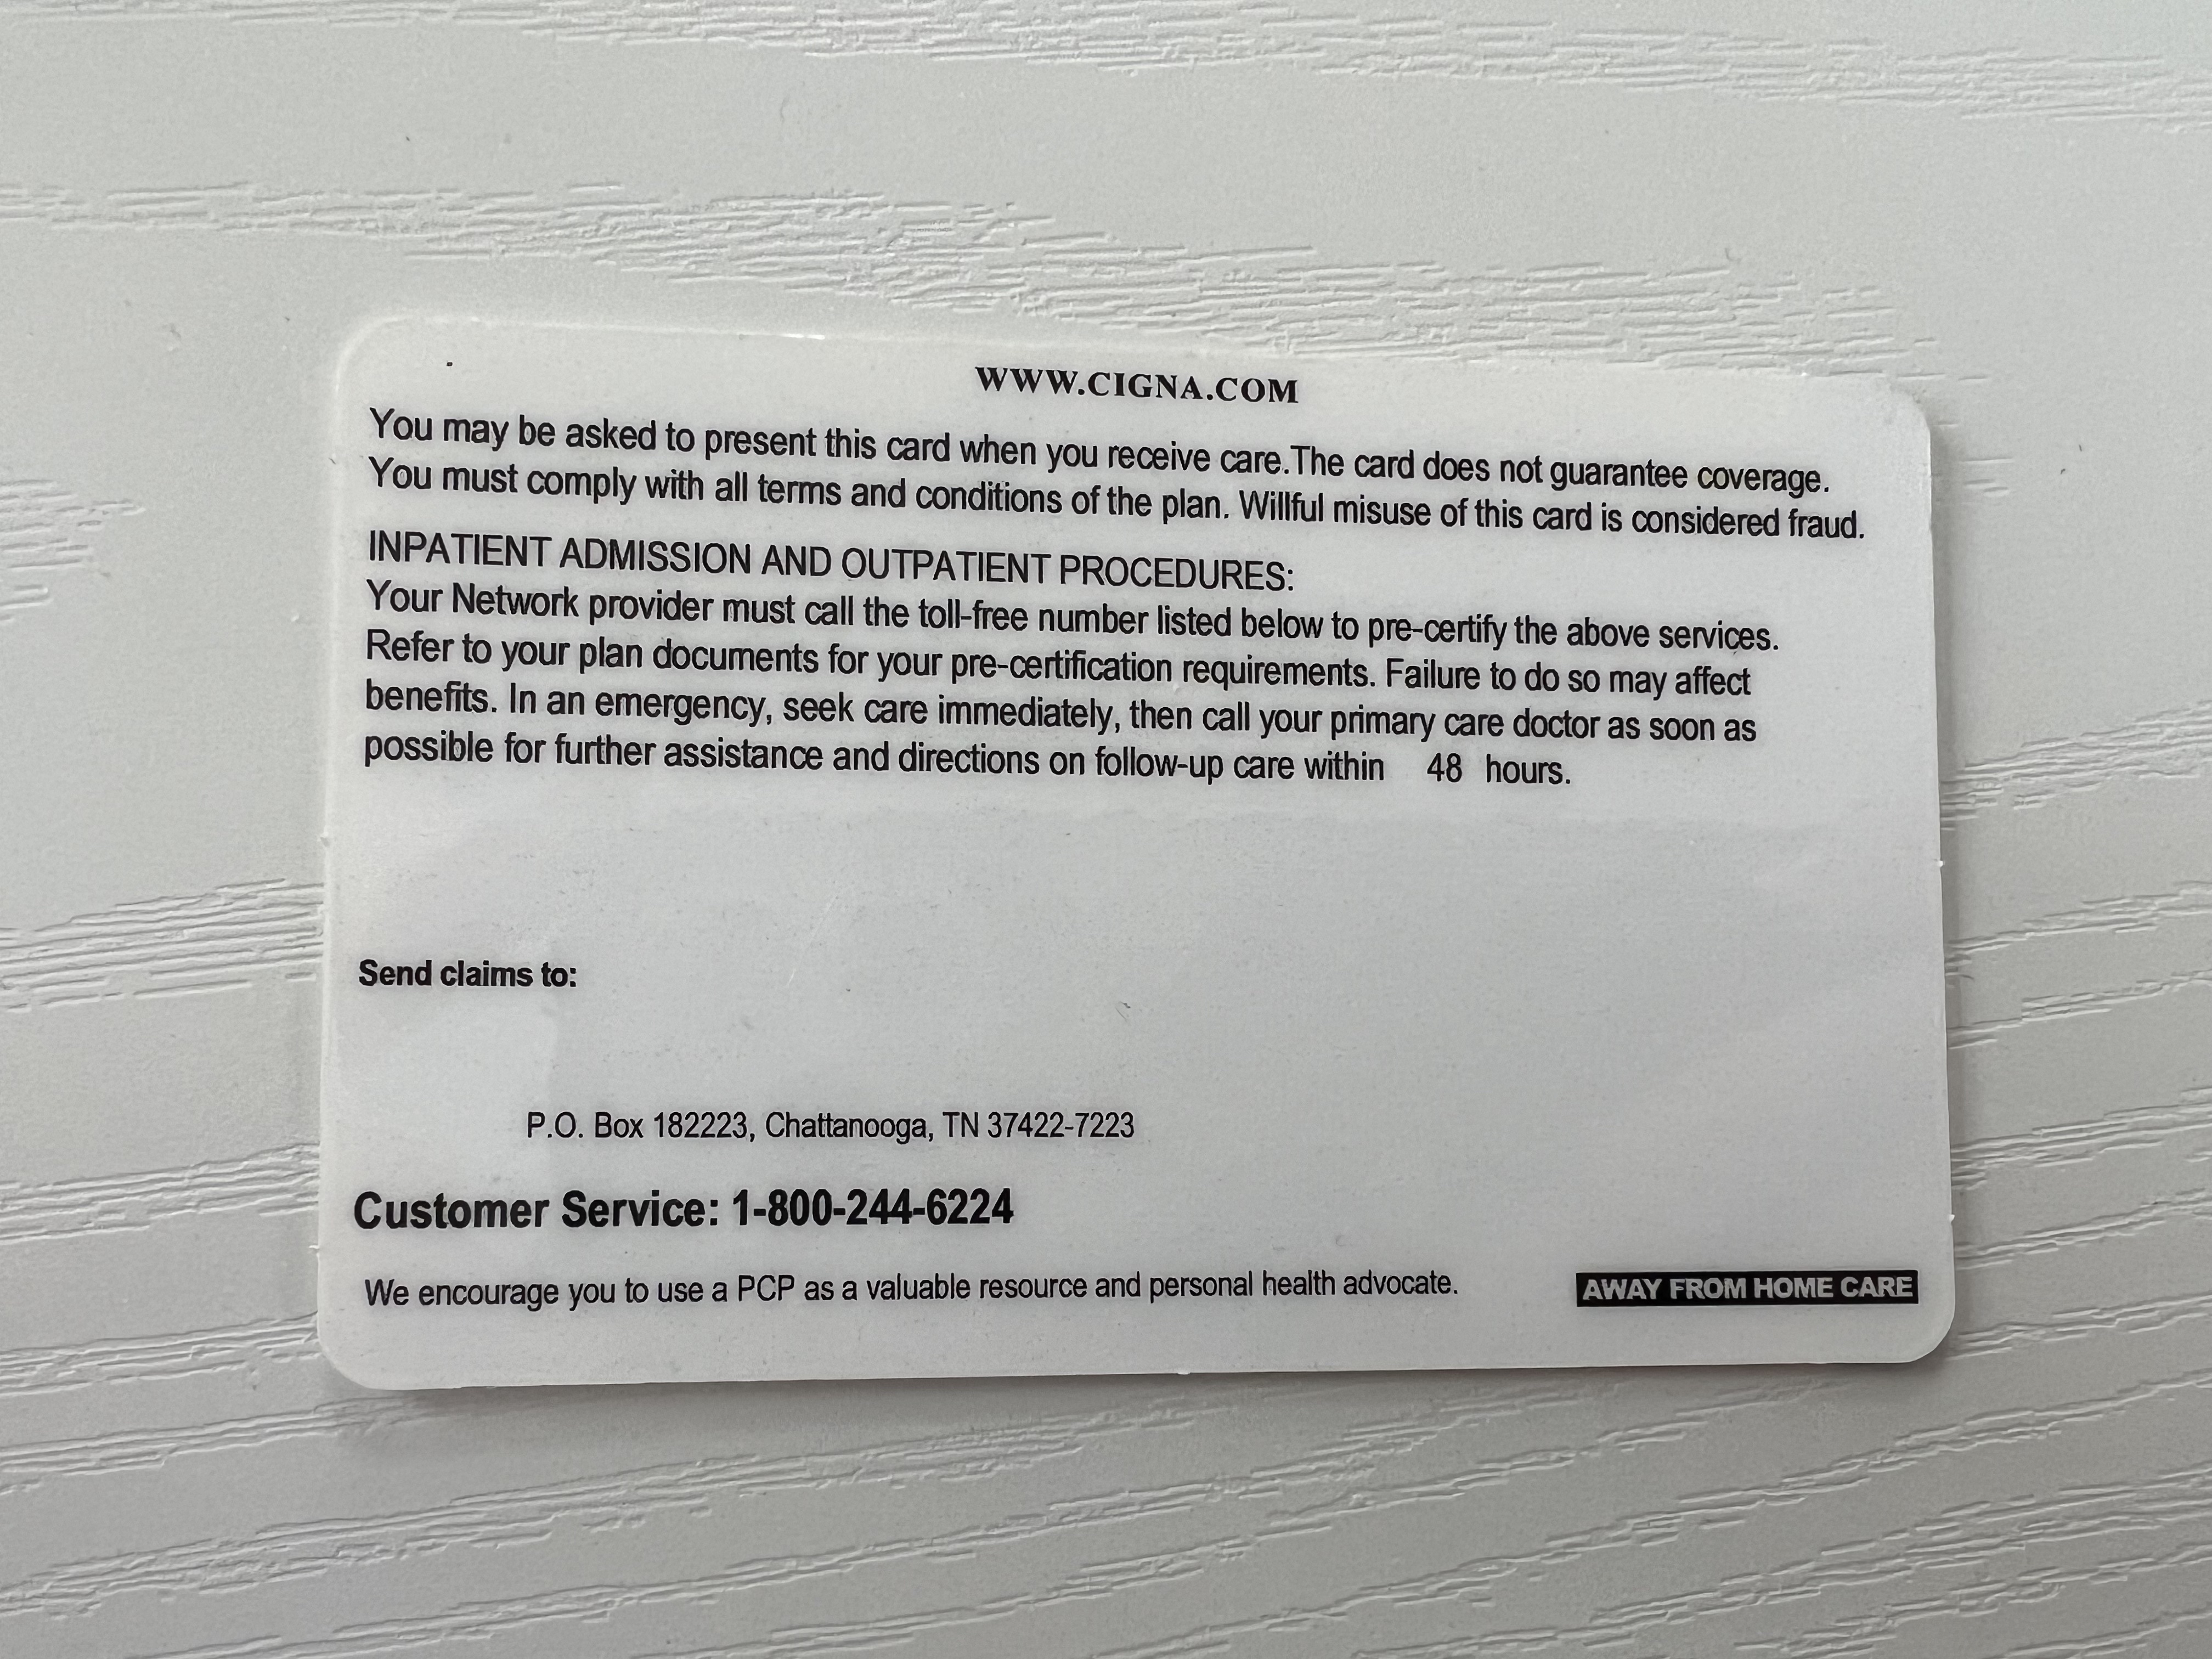 WWW.CIGNA.COM
You may be asked to present this card when you receive care.The card does not guarantee coverage.
You must comply with all terms and conditions of the plan. Willful misuse of this card is considered fraud.
INPATIENT ADMISSION AND OUTPATIENT PROCEDURES:
Your Network provider must call the toll-free number listed below to pre-certify the above services.
Refer to your plan documents for your pre-certification requirements. Failure to do so may affect
benefits. In an emergency, seek care immediately, then call your primary care doctor as soon as
possible for further assistance and directions on follow-up care within 48 hours.
Send claims to:
P.O. Box 182223, Chattanooga, TN 37422-7223
Customer Service: 1-800-244-6224
We encourage you to use a PCP as a valuable resource and personal health advocate.
AWAY FROM HOME CARE